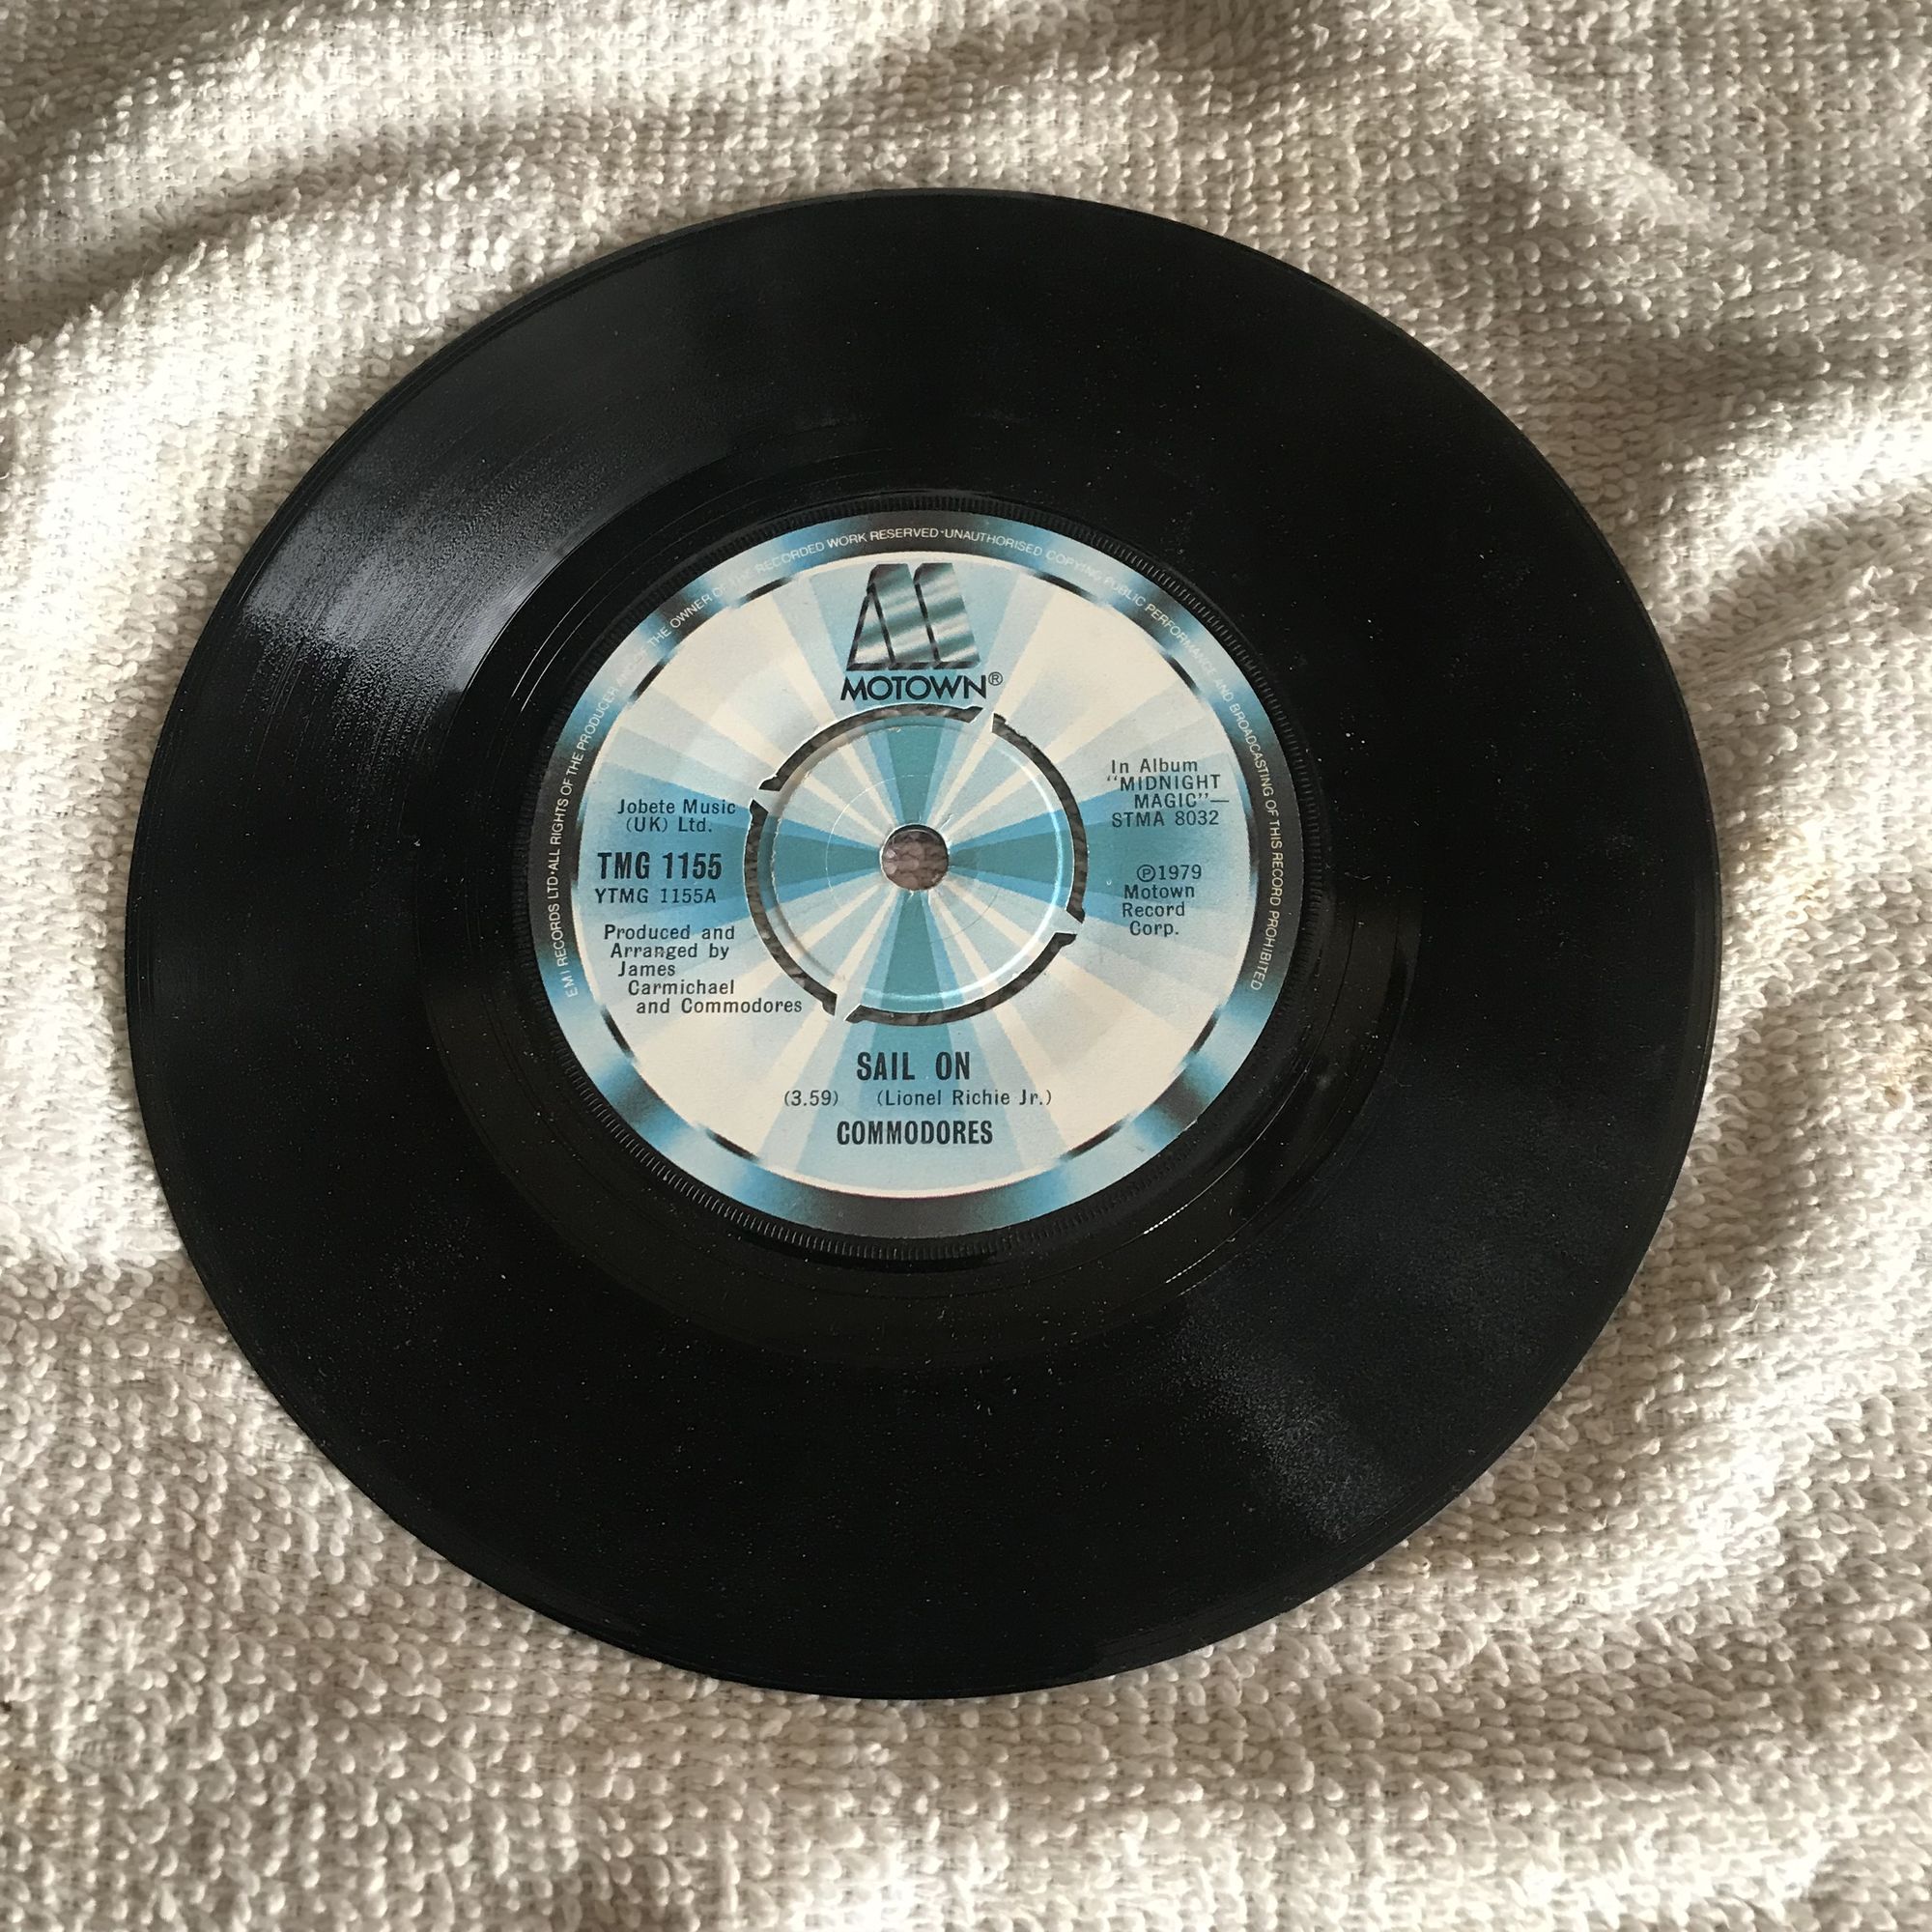 EMI RECORDS LTD·ALL RIGHTS OF THE PRODUCER AND OF THE OWNER OF THE RECORDED WORK RESERVED·UNAUTHORISED COPYING PUBLIC PERFORMANCE AND BROADCASTING OF THIS RECORD PROHIBITED
MOTOWN®
Jobete Music
(UK) Ltd.
TMG 1155
YTMG 1155A
Produced and
Arranged by
James
Carmichael
and Commodores
In Album
"MIDNIGHT
MAGIC"—
STMA 8032
℗1979
Motown
Record
Corp.
SAIL ON
(3.59) (Lionel Richie Jr.)
COMMODORES